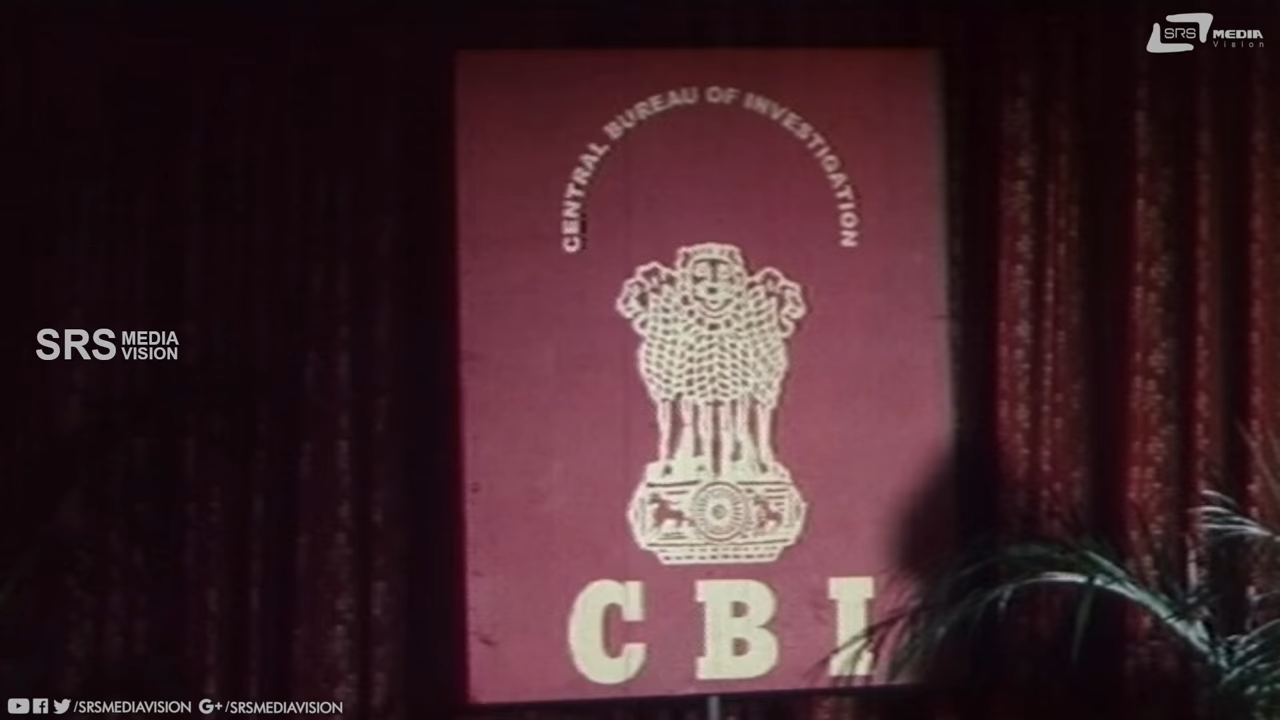 SRS MEDIA
Vision
CENTRAL BUREAU OF INVESTIGATION
SRS MEDIA
VISION
CBI
/SRSMEDIAVISION G+/SRSMEDIAVISION